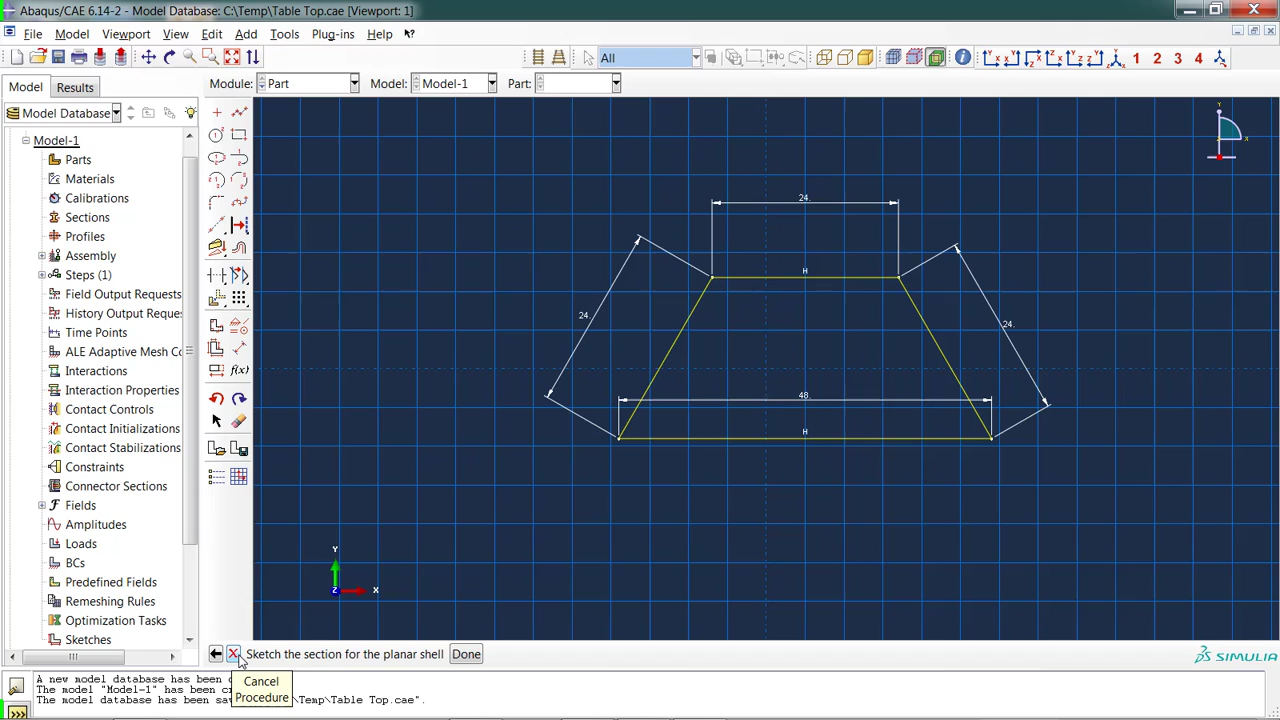 Abaqus/CAE 6.14-2 - Model Database: C:\Temp\Table Top.cae [Viewport: 1]
File Model Viewport View Edit Add Tools Plug-ins Help
All
1 2 3 4
Model Results
Module: Part Model: Model-1 Part:
Model Database
Model-1
Parts
Materials
Calibrations
Sections
Profiles
Assembly
Steps (1)
Field Output Requests
History Output Reque
Time Points
ALE Adaptive Mesh Co
Interactions
Interaction Properties
Contact Controls
Contact Initializations
Contact Stabilizations
Constraints
Connector Sections
Fields
Amplitudes
Loads
BCs
Predefined Fields
Remeshing Rules
Optimization Tasks
Sketches
f(x)
Y
X
24.
H
24.
24.
48.
H
Y
Z X
Sketch the section for the planar shell Done
SIMULIA
Cancel
Procedure
A new model database has been c
The model "Model-1" has been cr
The model database has been sav \Temp\Table Top.cae".
>>>